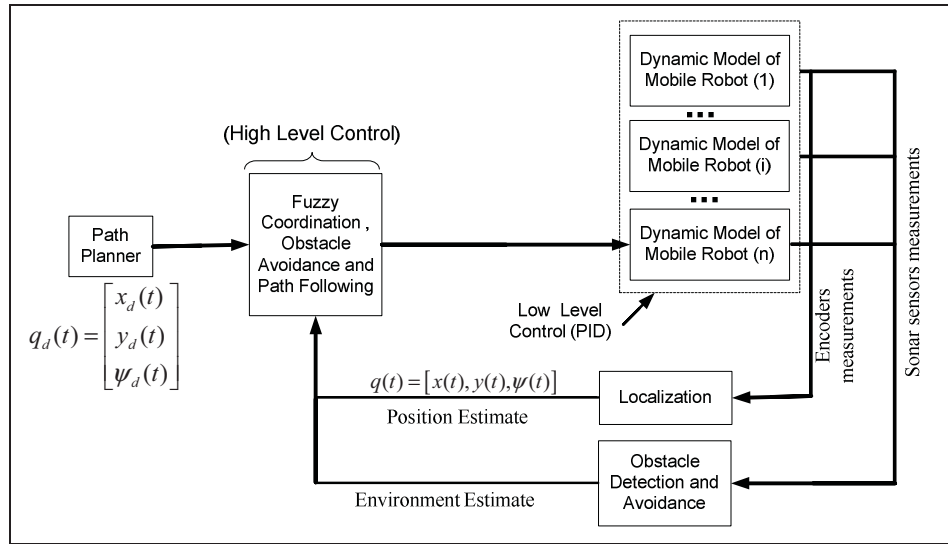 Dynamic Model of
Mobile Robot (1)
...
Dynamic Model of
Mobile Robot (i)
...
Dynamic Model of
Mobile Robot (n)
(High Level Control)
Fuzzy
Coordination ,
Obstacle
Avoidance and
Path Following
Path
Planner
q_d(t) = [x_d(t)
y_d(t)
ψ_d(t)]
Low Level
Control (PID)
Encoders
measurements
Sonar sensors measurements
q(t) = [x(t), y(t), ψ(t)]
Position Estimate
Localization
Environment Estimate
Obstacle
Detection and
Avoidance